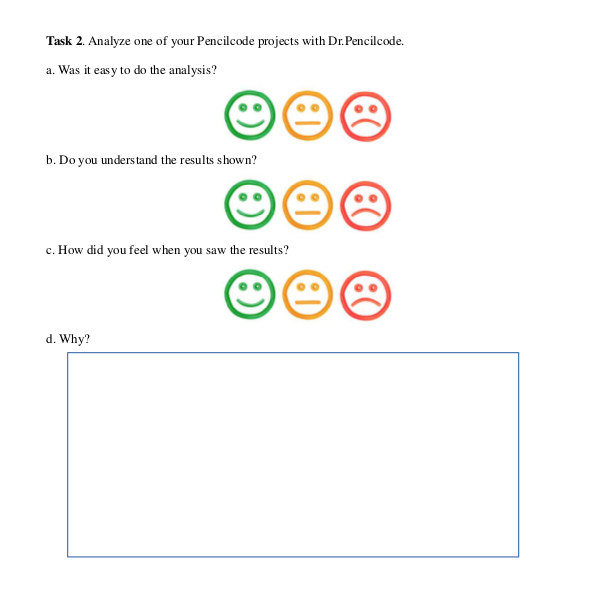 Task 2. Analyze one of your Pencilcode projects with Dr.Pencilcode.
a. Was it easy to do the analysis?
b. Do you understand the results shown?
c. How did you feel when you saw the results?
d. Why?